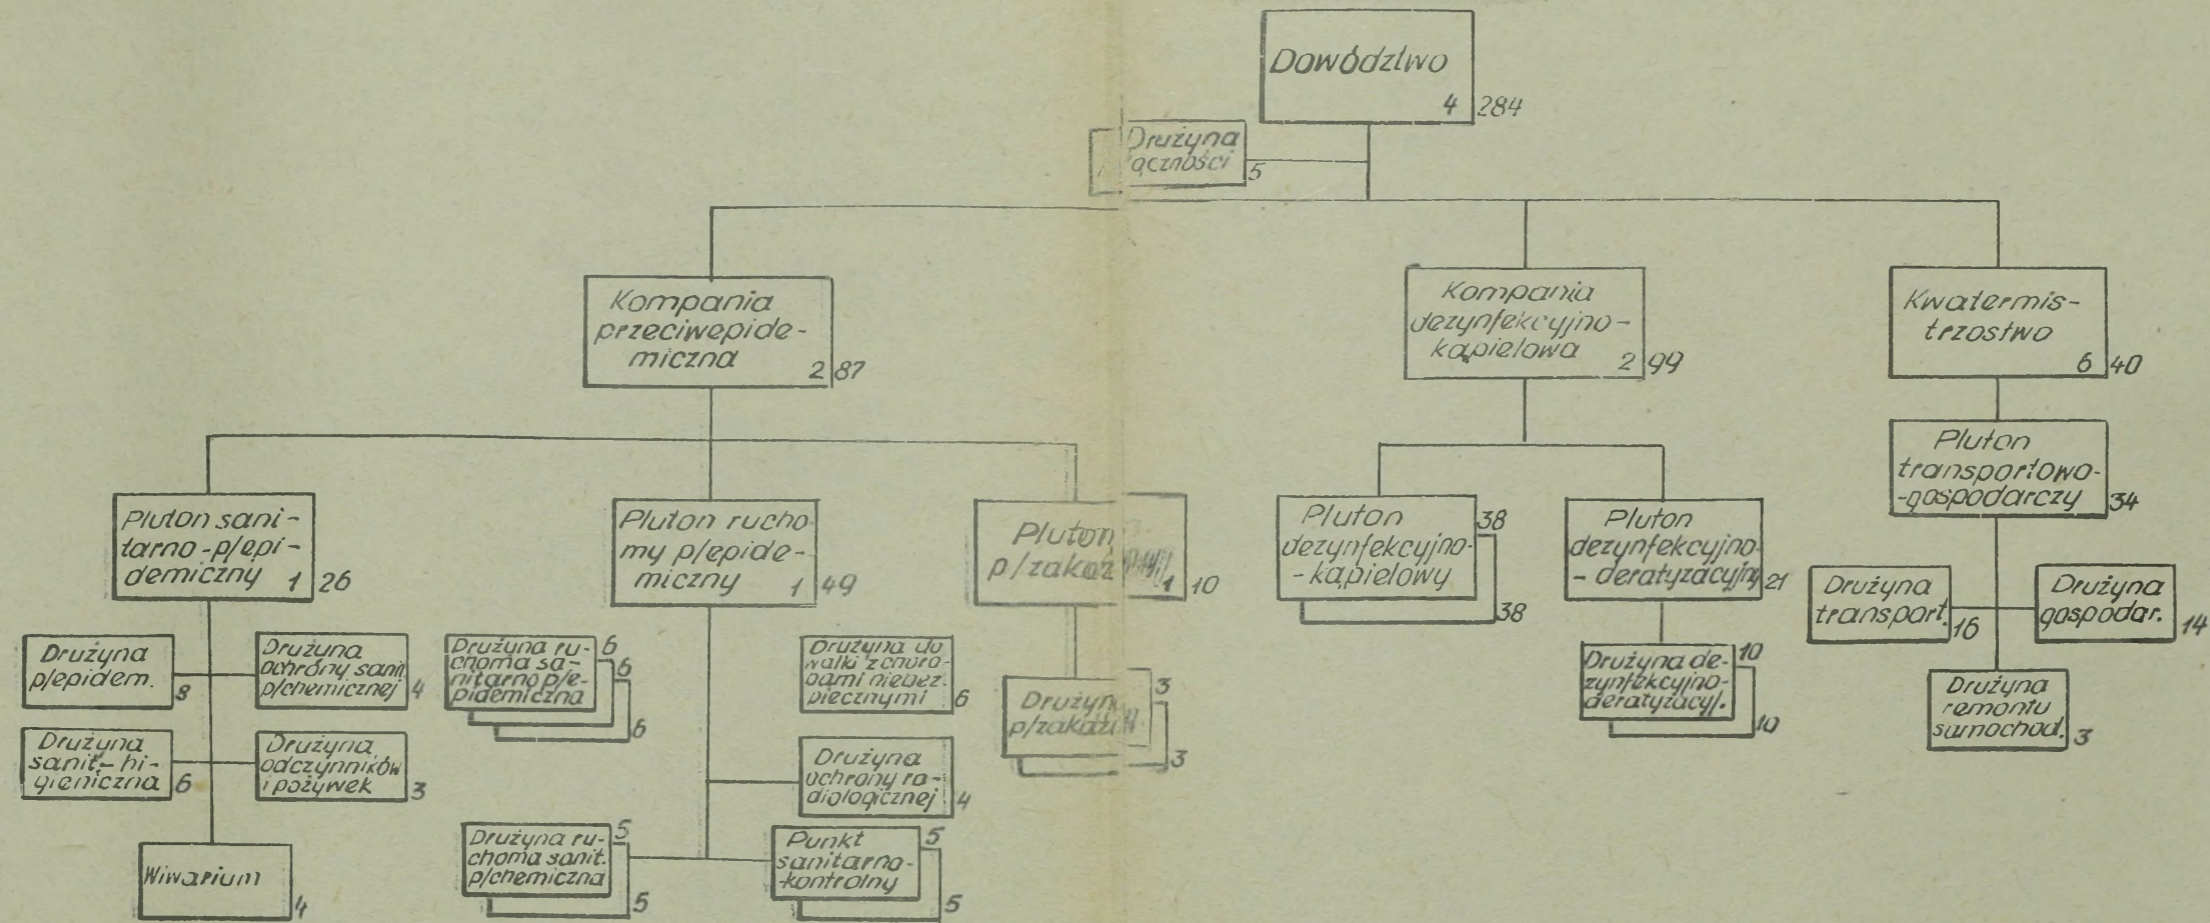 Dowództwo
4 284
Drużyna
łączności
5
Kompania
przeciwepide-
miczna
2 87
Kompania
dezynfekcyjno-
kąpielowa
2 99
Kwatermis-
trzostwo
6 40
Pluton sani-
tarno-p/epi-
demiczny
1 26
Pluton rucho
my p/epide-
miczny
1 49
Pluton
p/zakaź
1 10
Pluton
dezynfekcyjno-
-kąpielowy
38
38
Pluton
dezynfekcyjno-
-deratyzacyjny
21
Pluton
transportowo-
-gospodarczy
34
Drużyna
p/epidem.
8
Drużyna
ochrony sanit.
p/chemicznej
4
Drużyna
sanit.-hi-
gieniczna
6
Drużyna
odczynników
i pożywek
3
Wiwarium
4
Drużyna ru-
choma sa-
nitarno p/e-
pidemiczna
6
6
6
Drużyna do
walki z choro-
bami niebez.
piecznymi
6
Drużyna
ochrony ra-
diologicznej
4
Drużyna ru-
choma sanit.
p/chemiczna
5
5
Punkt
sanitarno-
-kontrolny
5
5
Drużyna
p/zakaźn
3
3
Drużyna de-
zynfekcyjno-
deratyzacyj.
10
10
Drużyna
transport.
16
Drużyna
gospodar.
14
Drużyna
remontu
samochod.
3